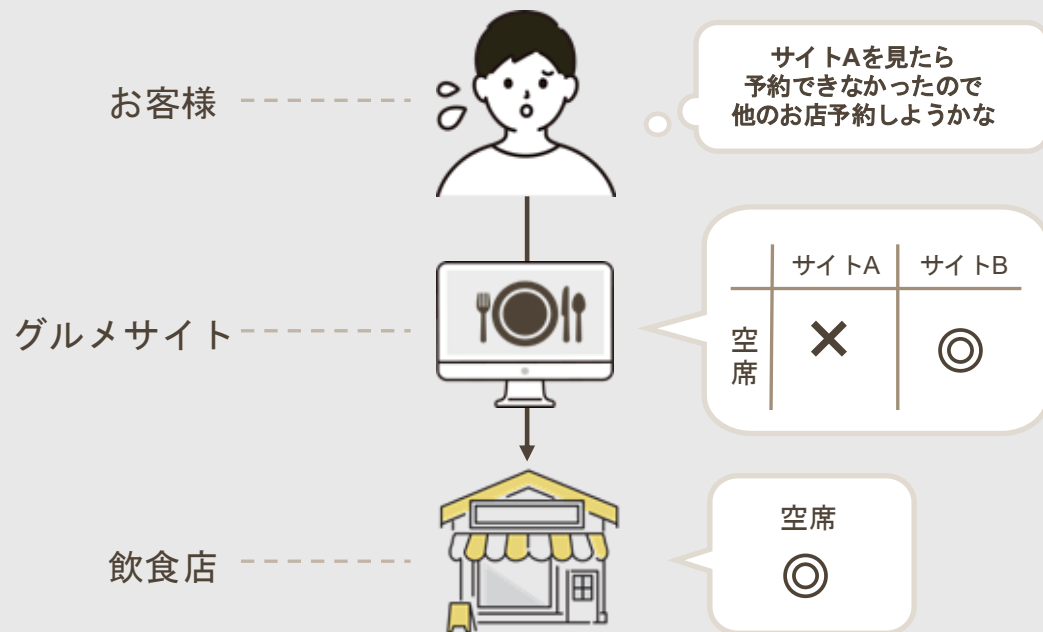 お客様
サイトAを見たら
予約できなかったので
他のお店予約しようかな
グルメサイト
サイトA
サイトB
空席
×
◎
飲食店
空席
◎